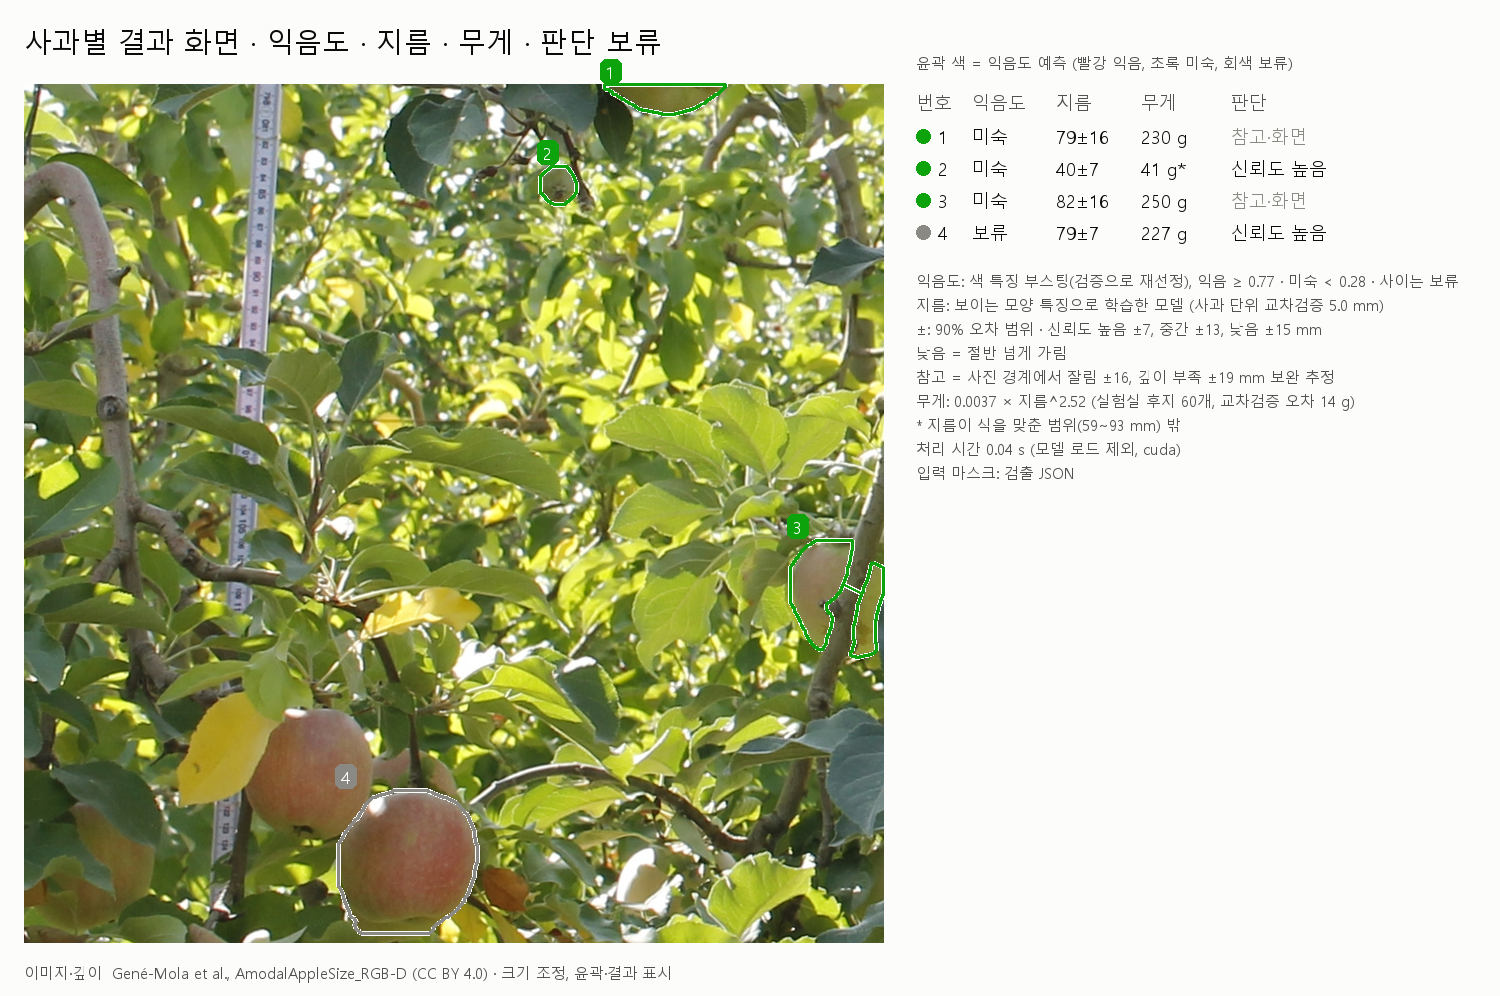 사과별 결과 화면 · 익음도 · 지름 · 무게 · 판단 보류
윤곽 색 = 익음도 예측 (빨강 익음, 초록 미숙, 회색 보류)
번호 익음도 지름 무게 판단
1 미숙 79±16 230 g 참고·화면
2 미숙 40±7 41 g* 신뢰도 높음
3 미숙 82±16 250 g 참고·화면
4 보류 79±7 227 g 신뢰도 높음
익음도: 색 특징 부스팅(검증으로 재선정), 익음 ≥ 0.77 · 미숙 < 0.28 · 사이는 보류
지름: 보이는 모양 특징으로 학습한 모델 (사과 단위 교차검증 5.0 mm)
±: 90% 오차 범위 · 신뢰도 높음 ±7, 중간 ±13, 낮음 ±15 mm
낮음 = 절반 넘게 가림
참고 = 사진 경계에서 잘림 ±16, 깊이 부족 ±19 mm 보완 추정
무게: 0.0037 × 지름^2.52 (실험실 후지 60개, 교차검증 오차 14 g)
* 지름이 식을 맞춘 범위(59~93 mm) 밖
처리 시간 0.04 s (모델 로드 제외, cuda)
입력 마스크: 검출 JSON
1
2
3
4
이미지·깊이 Gené-Mola et al., AmodalAppleSize_RGB-D (CC BY 4.0) · 크기 조정, 윤곽·결과 표시